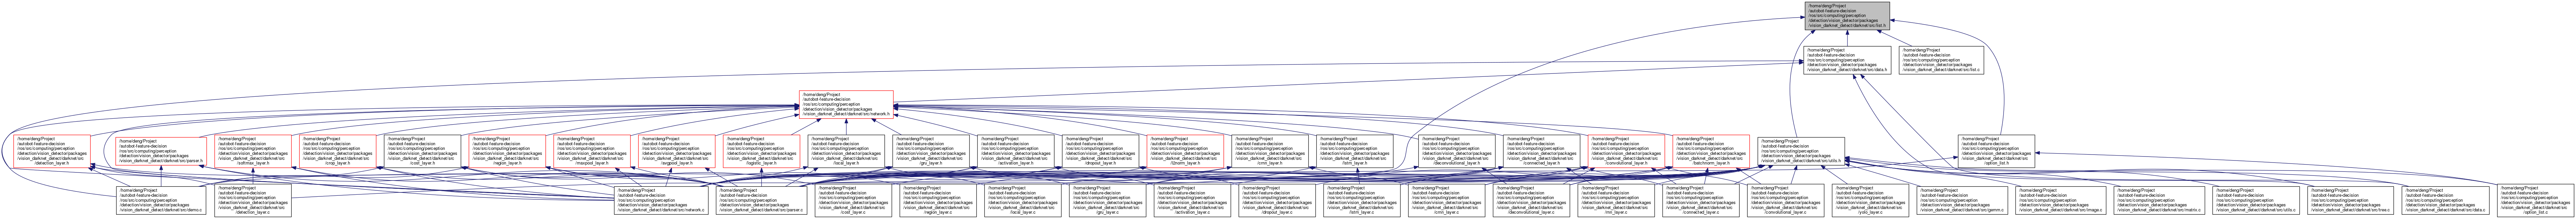 /home/deng/Project
/autobot-feature-decision
/ros/src/computing/perception
/detection/vision_detector/packages
/vision_darknet_detect/darknet/src/list.h
/home/deng/Project
/autobot-feature-decision
/ros/src/computing/perception
/detection/vision_detector/packages
/vision_darknet_detect/darknet/src/data.h
/home/deng/Project
/autobot-feature-decision
/ros/src/computing/perception
/detection/vision_detector/packages
/vision_darknet_detect/darknet/src/list.c
/home/deng/Project
/autobot-feature-decision
/ros/src/computing/perception
/detection/vision_detector/packages
/vision_darknet_detect/darknet/src/network.h
/home/deng/Project
/autobot-feature-decision
/ros/src/computing/perception
/detection/vision_detector/packages
/vision_darknet_detect/darknet/src
/detection_layer.h
/home/deng/Project
/autobot-feature-decision
/ros/src/computing/perception
/detection/vision_detector/packages
/vision_darknet_detect/darknet/src/parser.h
/home/deng/Project
/autobot-feature-decision
/ros/src/computing/perception
/detection/vision_detector/packages
/vision_darknet_detect/darknet/src
/softmax_layer.h
/home/deng/Project
/autobot-feature-decision
/ros/src/computing/perception
/detection/vision_detector/packages
/vision_darknet_detect/darknet/src
/crop_layer.h
/home/deng/Project
/autobot-feature-decision
/ros/src/computing/perception
/detection/vision_detector/packages
/vision_darknet_detect/darknet/src
/cost_layer.h
/home/deng/Project
/autobot-feature-decision
/ros/src/computing/perception
/detection/vision_detector/packages
/vision_darknet_detect/darknet/src
/region_layer.h
/home/deng/Project
/autobot-feature-decision
/ros/src/computing/perception
/detection/vision_detector/packages
/vision_darknet_detect/darknet/src
/maxpool_layer.h
/home/deng/Project
/autobot-feature-decision
/ros/src/computing/perception
/detection/vision_detector/packages
/vision_darknet_detect/darknet/src
/avgpool_layer.h
/home/deng/Project
/autobot-feature-decision
/ros/src/computing/perception
/detection/vision_detector/packages
/vision_darknet_detect/darknet/src
/logistic_layer.h
/home/deng/Project
/autobot-feature-decision
/ros/src/computing/perception
/detection/vision_detector/packages
/vision_darknet_detect/darknet/src
/local_layer.h
/home/deng/Project
/autobot-feature-decision
/ros/src/computing/perception
/detection/vision_detector/packages
/vision_darknet_detect/darknet/src
/gru_layer.h
/home/deng/Project
/autobot-feature-decision
/ros/src/computing/perception
/detection/vision_detector/packages
/vision_darknet_detect/darknet/src
/activation_layer.h
/home/deng/Project
/autobot-feature-decision
/ros/src/computing/perception
/detection/vision_detector/packages
/vision_darknet_detect/darknet/src
/dropout_layer.h
/home/deng/Project
/autobot-feature-decision
/ros/src/computing/perception
/detection/vision_detector/packages
/vision_darknet_detect/darknet/src
/l2norm_layer.h
/home/deng/Project
/autobot-feature-decision
/ros/src/computing/perception
/detection/vision_detector/packages
/vision_darknet_detect/darknet/src
/crnn_layer.h
/home/deng/Project
/autobot-feature-decision
/ros/src/computing/perception
/detection/vision_detector/packages
/vision_darknet_detect/darknet/src
/lstm_layer.h
/home/deng/Project
/autobot-feature-decision
/ros/src/computing/perception
/detection/vision_detector/packages
/vision_darknet_detect/darknet/src
/deconvolutional_layer.h
/home/deng/Project
/autobot-feature-decision
/ros/src/computing/perception
/detection/vision_detector/packages
/vision_darknet_detect/darknet/src
/connected_layer.h
/home/deng/Project
/autobot-feature-decision
/ros/src/computing/perception
/detection/vision_detector/packages
/vision_darknet_detect/darknet/src
/convolutional_layer.h
/home/deng/Project
/autobot-feature-decision
/ros/src/computing/perception
/detection/vision_detector/packages
/vision_darknet_detect/darknet/src
/batchnorm_layer.h
/home/deng/Project
/autobot-feature-decision
/ros/src/computing/perception
/detection/vision_detector/packages
/vision_darknet_detect/darknet/src/utils.h
/home/deng/Project
/autobot-feature-decision
/ros/src/computing/perception
/detection/vision_detector/packages
/vision_darknet_detect/darknet/src
/option_list.h
/home/deng/Project
/autobot-feature-decision
/ros/src/computing/perception
/detection/vision_detector/packages
/vision_darknet_detect/darknet/src/demo.c
/home/deng/Project
/autobot-feature-decision
/ros/src/computing/perception
/detection/vision_detector/packages
/vision_darknet_detect/darknet/src
/detection_layer.c
/home/deng/Project
/autobot-feature-decision
/ros/src/computing/perception
/detection/vision_detector/packages
/vision_darknet_detect/darknet/src/network.c
/home/deng/Project
/autobot-feature-decision
/ros/src/computing/perception
/detection/vision_detector/packages
/vision_darknet_detect/darknet/src/parser.c
/home/deng/Project
/autobot-feature-decision
/ros/src/computing/perception
/detection/vision_detector/packages
/vision_darknet_detect/darknet/src
/cost_layer.c
/home/deng/Project
/autobot-feature-decision
/ros/src/computing/perception
/detection/vision_detector/packages
/vision_darknet_detect/darknet/src
/region_layer.c
/home/deng/Project
/autobot-feature-decision
/ros/src/computing/perception
/detection/vision_detector/packages
/vision_darknet_detect/darknet/src
/local_layer.c
/home/deng/Project
/autobot-feature-decision
/ros/src/computing/perception
/detection/vision_detector/packages
/vision_darknet_detect/darknet/src
/gru_layer.c
/home/deng/Project
/autobot-feature-decision
/ros/src/computing/perception
/detection/vision_detector/packages
/vision_darknet_detect/darknet/src
/activation_layer.c
/home/deng/Project
/autobot-feature-decision
/ros/src/computing/perception
/detection/vision_detector/packages
/vision_darknet_detect/darknet/src
/dropout_layer.c
/home/deng/Project
/autobot-feature-decision
/ros/src/computing/perception
/detection/vision_detector/packages
/vision_darknet_detect/darknet/src
/lstm_layer.c
/home/deng/Project
/autobot-feature-decision
/ros/src/computing/perception
/detection/vision_detector/packages
/vision_darknet_detect/darknet/src
/crnn_layer.c
/home/deng/Project
/autobot-feature-decision
/ros/src/computing/perception
/detection/vision_detector/packages
/vision_darknet_detect/darknet/src
/deconvolutional_layer.c
/home/deng/Project
/autobot-feature-decision
/ros/src/computing/perception
/detection/vision_detector/packages
/vision_darknet_detect/darknet/src
/rnn_layer.c
/home/deng/Project
/autobot-feature-decision
/ros/src/computing/perception
/detection/vision_detector/packages
/vision_darknet_detect/darknet/src
/connected_layer.c
/home/deng/Project
/autobot-feature-decision
/ros/src/computing/perception
/detection/vision_detector/packages
/vision_darknet_detect/darknet/src
/convolutional_layer.c
/home/deng/Project
/autobot-feature-decision
/ros/src/computing/perception
/detection/vision_detector/packages
/vision_darknet_detect/darknet/src
/yolo_layer.c
/home/deng/Project
/autobot-feature-decision
/ros/src/computing/perception
/detection/vision_detector/packages
/vision_darknet_detect/darknet/src/gemm.c
/home/deng/Project
/autobot-feature-decision
/ros/src/computing/perception
/detection/vision_detector/packages
/vision_darknet_detect/darknet/src/image.c
/home/deng/Project
/autobot-feature-decision
/ros/src/computing/perception
/detection/vision_detector/packages
/vision_darknet_detect/darknet/src/matrix.c
/home/deng/Project
/autobot-feature-decision
/ros/src/computing/perception
/detection/vision_detector/packages
/vision_darknet_detect/darknet/src/utils.c
/home/deng/Project
/autobot-feature-decision
/ros/src/computing/perception
/detection/vision_detector/packages
/vision_darknet_detect/darknet/src/tree.c
/home/deng/Project
/autobot-feature-decision
/ros/src/computing/perception
/detection/vision_detector/packages
/vision_darknet_detect/darknet/src/data.c
/home/deng/Project
/autobot-feature-decision
/ros/src/computing/perception
/detection/vision_detector/packages
/vision_darknet_detect/darknet/src
/option_list.c